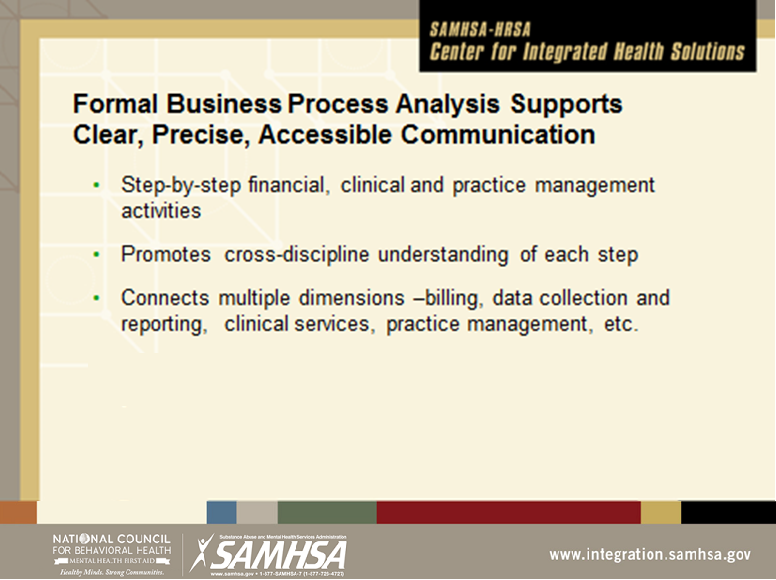 SAMHSA-HRSA
Center for Integrated Health Solutions
Formal Business Process Analysis Supports
Clear, Precise, Accessible Communication
• Step-by-step financial, clinical and practice management
activities
• Promotes cross-discipline understanding of each step
• Connects multiple dimensions –billing, data collection and
reporting, clinical services, practice management, etc.
NATIONAL COUNCIL
FOR BEHAVIORAL HEALTH
MENTAL HEALTH FIRST AID
Healthy Minds. Strong Communities.
Substance Abuse and Mental Health Services Administration
SAMHSA
www.samhsa.gov • 1-877-SAMHSA-7 (1-877-726-4727)
www.integration.samhsa.gov